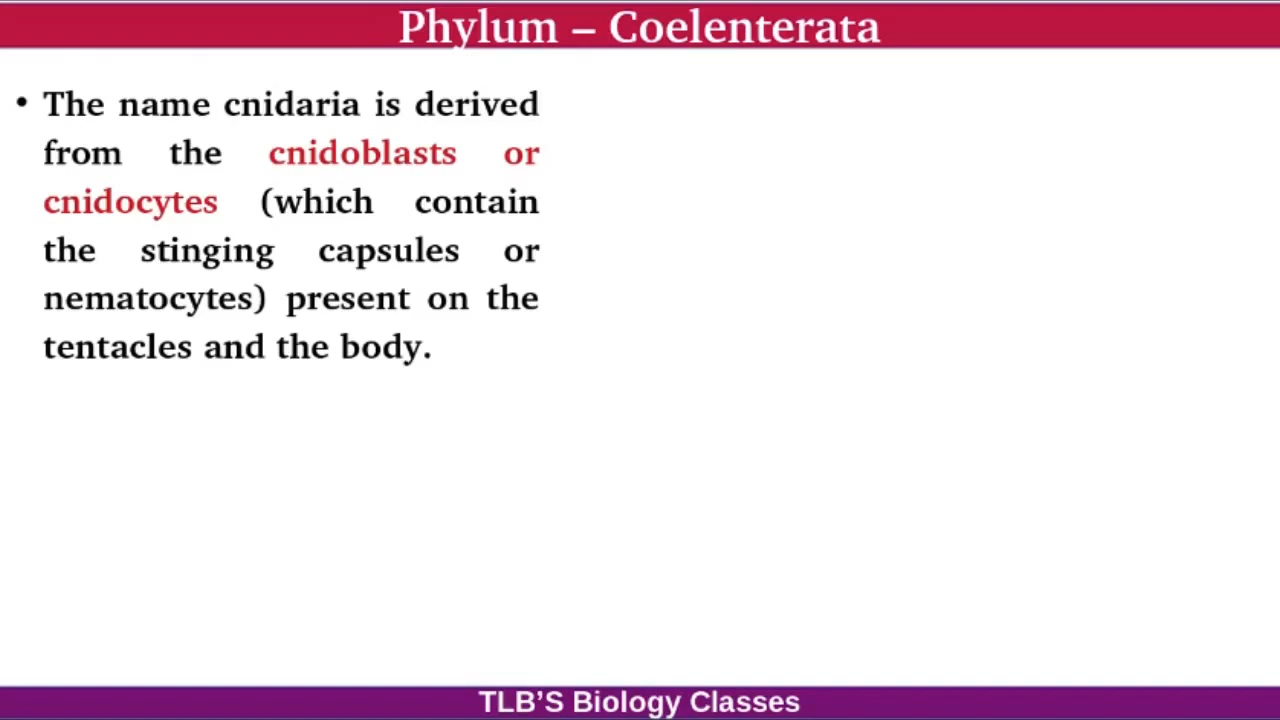 Phylum – Coelenterata
• The name cnidaria is derived
from the cnidoblasts or
cnidocytes (which contain
the stinging capsules or
nematocytes) present on the
tentacles and the body.
TLB’S Biology Classes